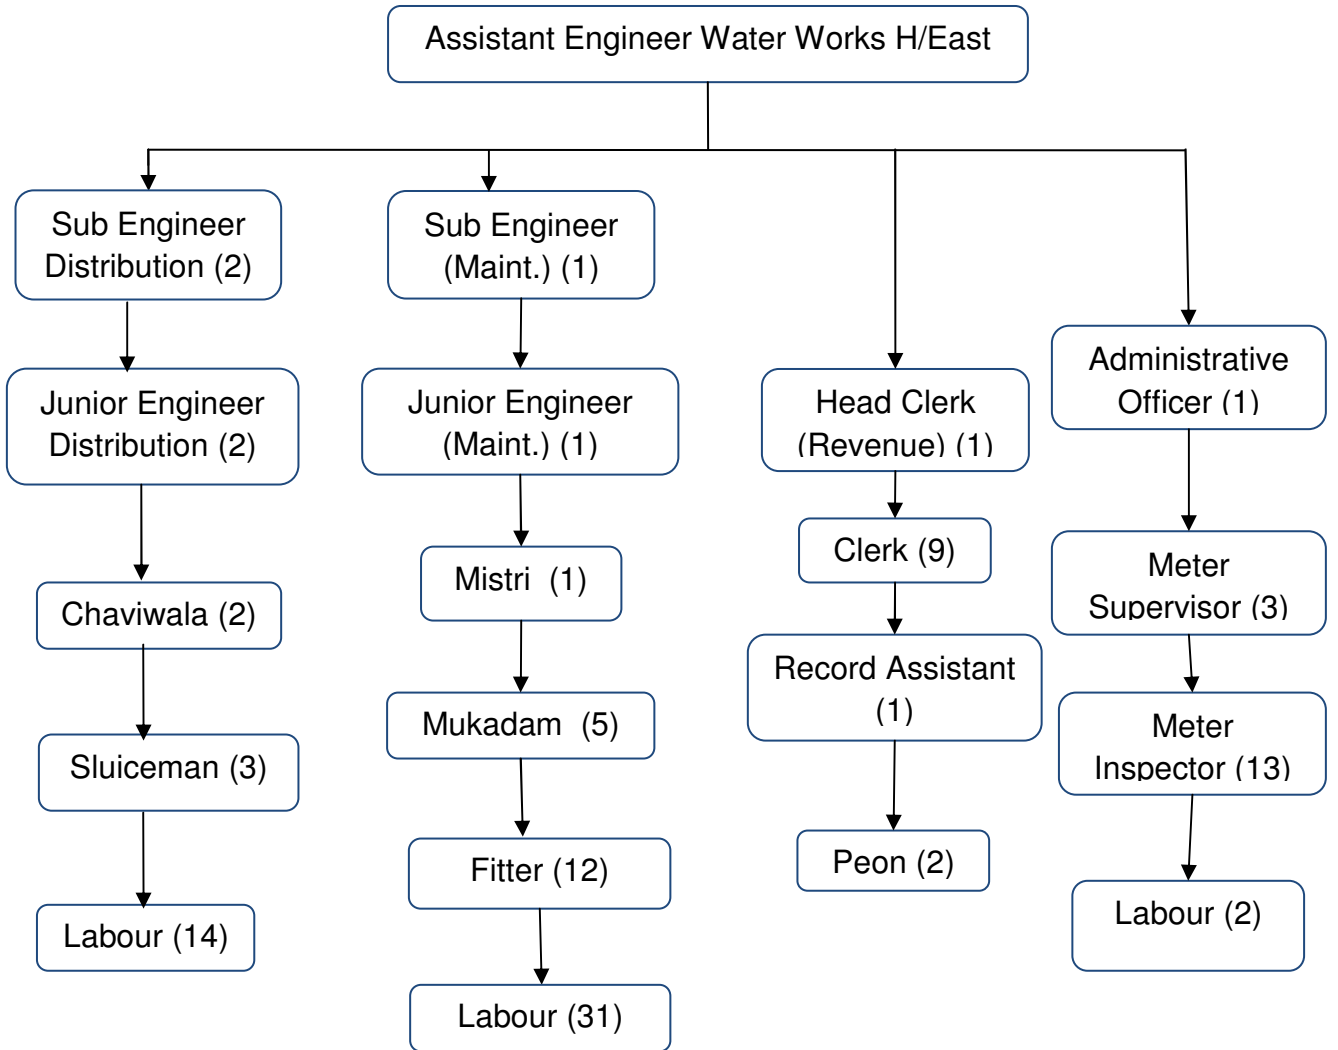 Assistant Engineer Water Works H/East
Sub Engineer
Distribution (2)
Junior Engineer
Distribution (2)
Chaviwala (2)
Sluiceman (3)
Labour (14)
Sub Engineer
(Maint.) (1)
Junior Engineer
(Maint.) (1)
Mistri (1)
Mukadam (5)
Fitter (12)
Labour (31)
Head Clerk
(Revenue) (1)
Clerk (9)
Record Assistant
(1)
Peon (2)
Administrative
Officer (1)
Meter
Supervisor (3)
Meter
Inspector (13)
Labour (2)